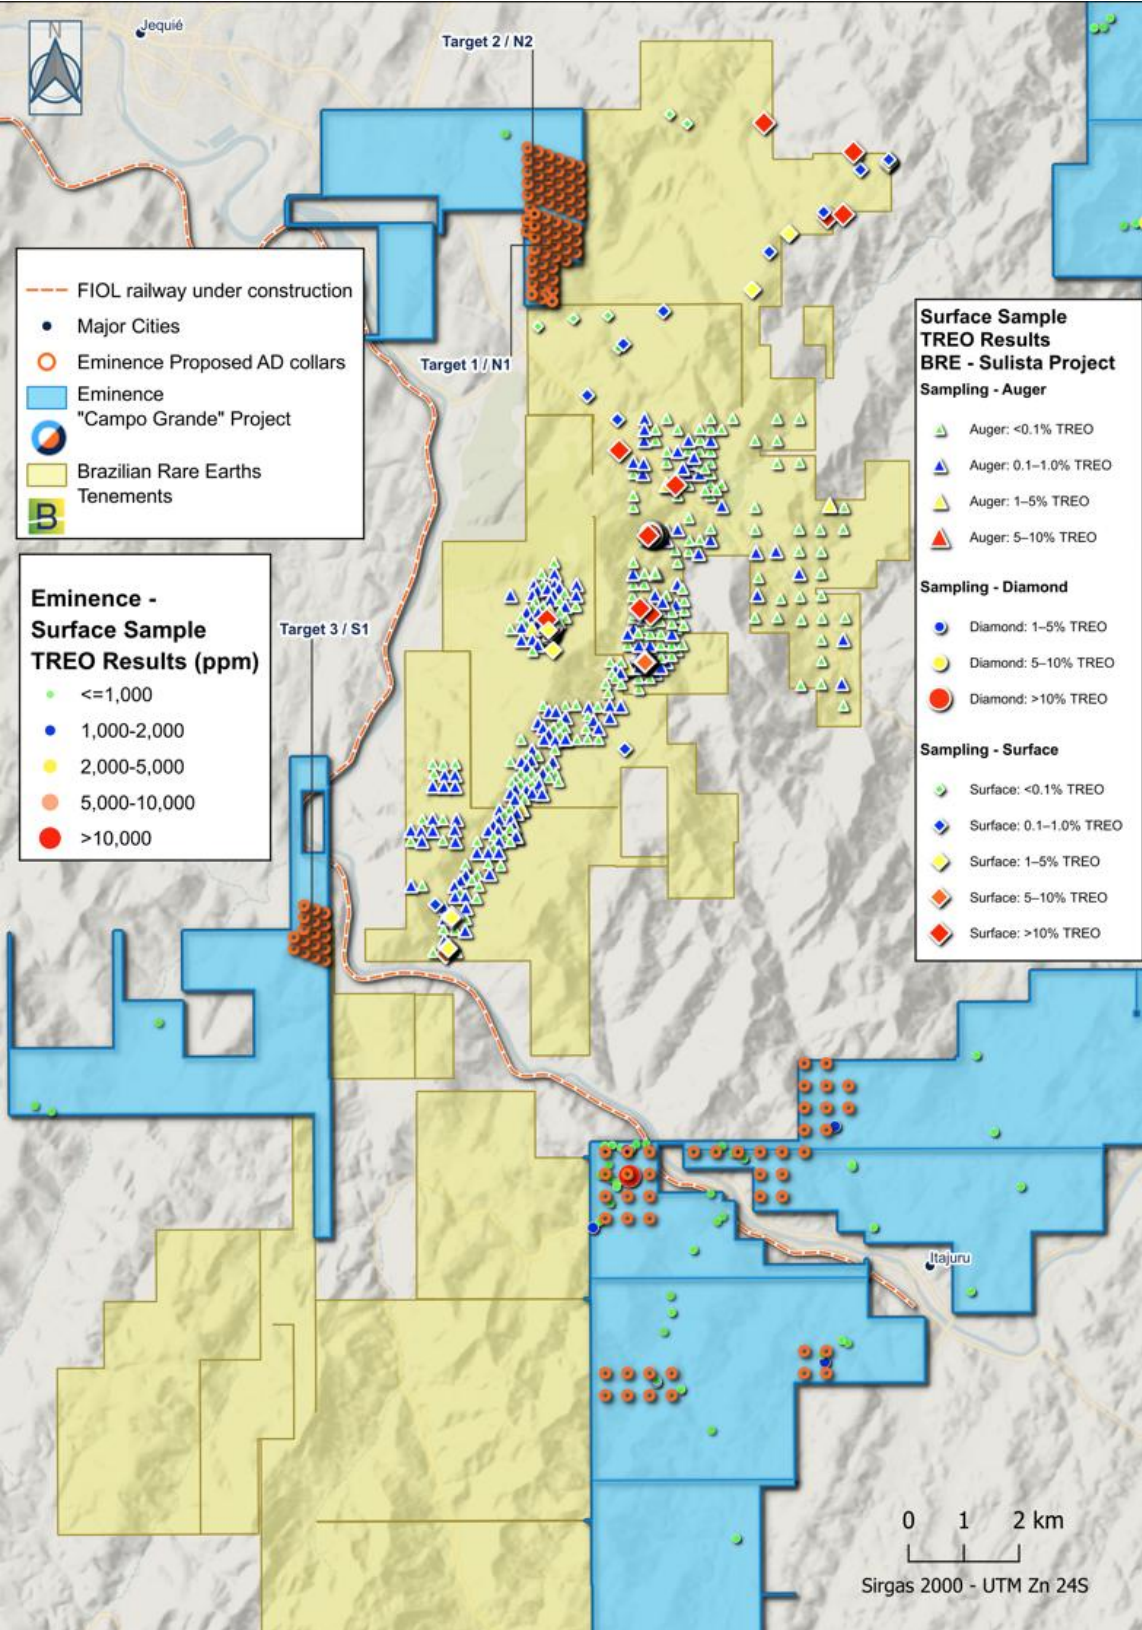 N
Jequié
Target 2 / N2
FIOL railway under construction
Major Cities
Eminence Proposed AD collars
Eminence
"Campo Grande" Project
Brazilian Rare Earths
Tenements
B
Target 1 / N1
Surface Sample
TREO Results
BRE - Sulista Project
Sampling - Auger
Auger: <0.1% TREO
Auger: 0.1–1.0% TREO
Auger: 1–5% TREO
Auger: 5–10% TREO
Sampling - Diamond
Diamond: 1–5% TREO
Diamond: 5–10% TREO
Diamond: >10% TREO
Sampling - Surface
Surface: <0.1% TREO
Surface: 0.1–1.0% TREO
Surface: 1–5% TREO
Surface: 5–10% TREO
Surface: >10% TREO
Eminence -
Surface Sample
TREO Results (ppm)
<=1,000
1,000-2,000
2,000-5,000
5,000-10,000
>10,000
Target 3 / S1
Itajuru
0 1 2 km
Sirgas 2000 - UTM Zn 24S